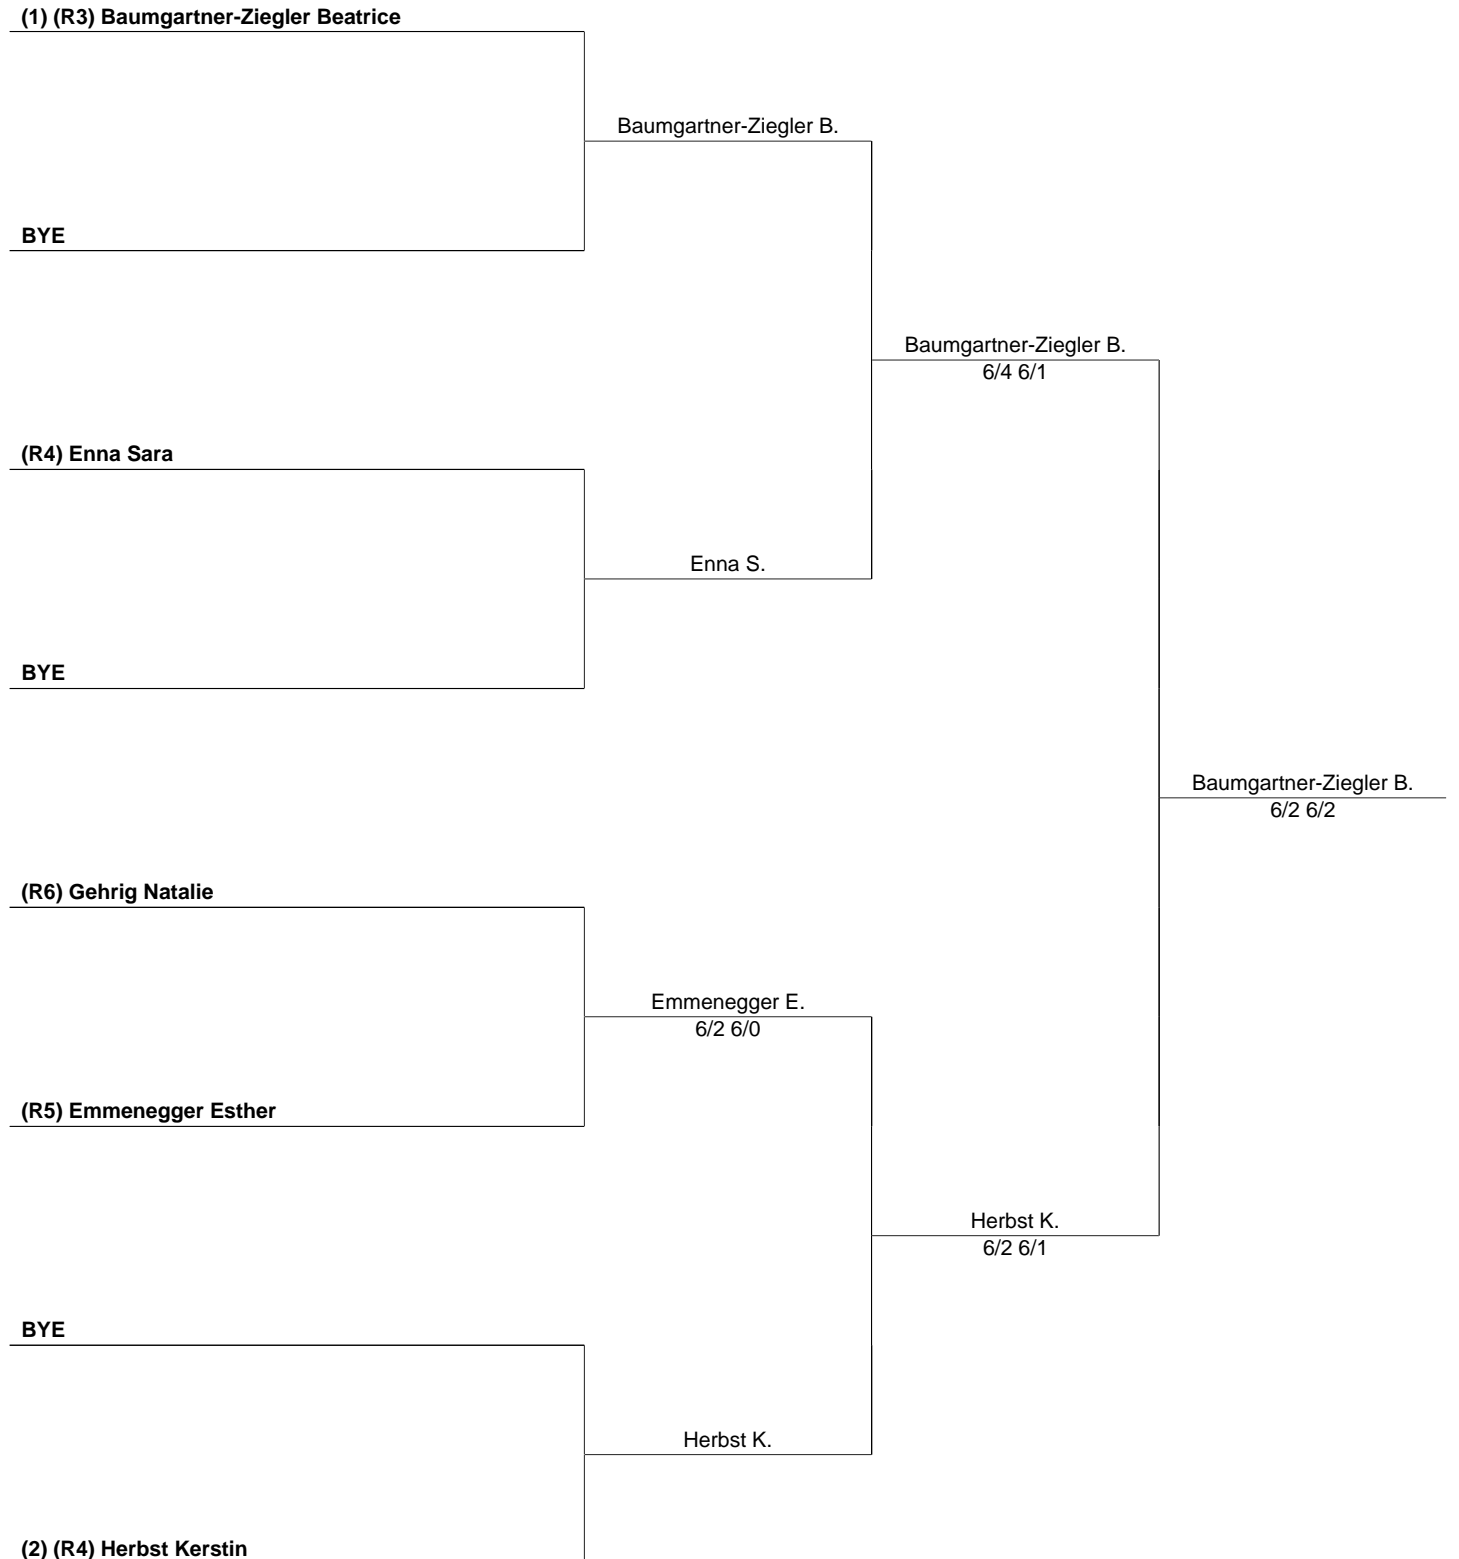 (1) (R3) Baumgartner-Ziegler Beatrice
Baumgartner-Ziegler B.
BYE
Baumgartner-Ziegler B.
6/4 6/1
(R4) Enna Sara
Enna S.
BYE
Baumgartner-Ziegler B.
6/2 6/2
(R6) Gehrig Natalie
Emmenegger E.
6/2 6/0
(R5) Emmenegger Esther
Herbst K.
6/2 6/1
BYE
Herbst K.
(2) (R4) Herbst Kerstin